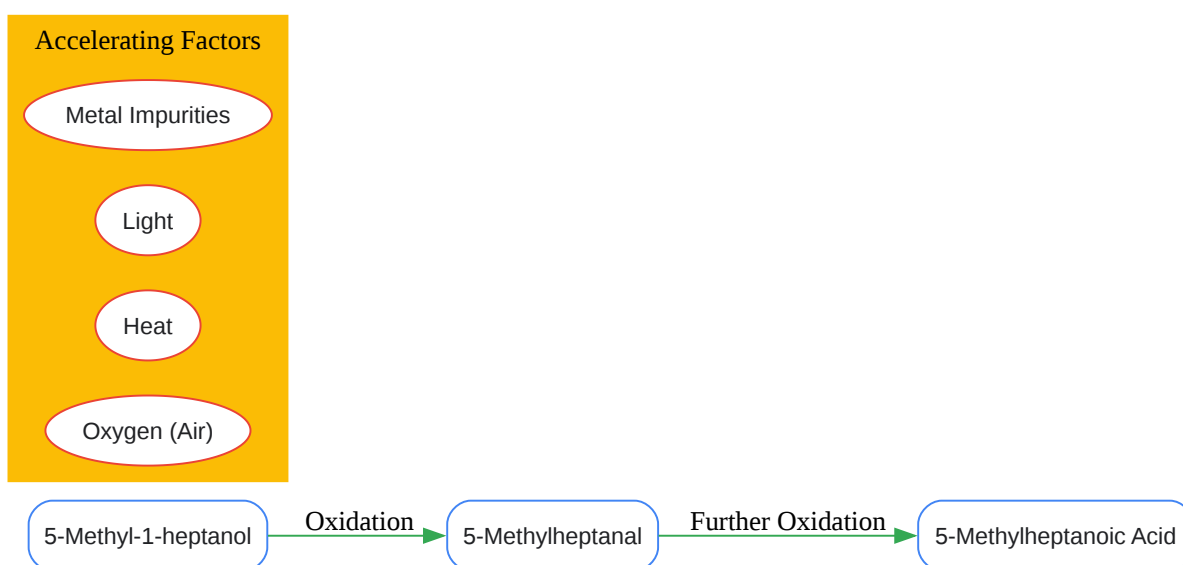 Accelerating Factors
Metal Impurities
Light
Heat
Oxygen (Air)
5-Methyl-1-heptanol
Oxidation
5-Methylheptanal
Further Oxidation
5-Methylheptanoic Acid